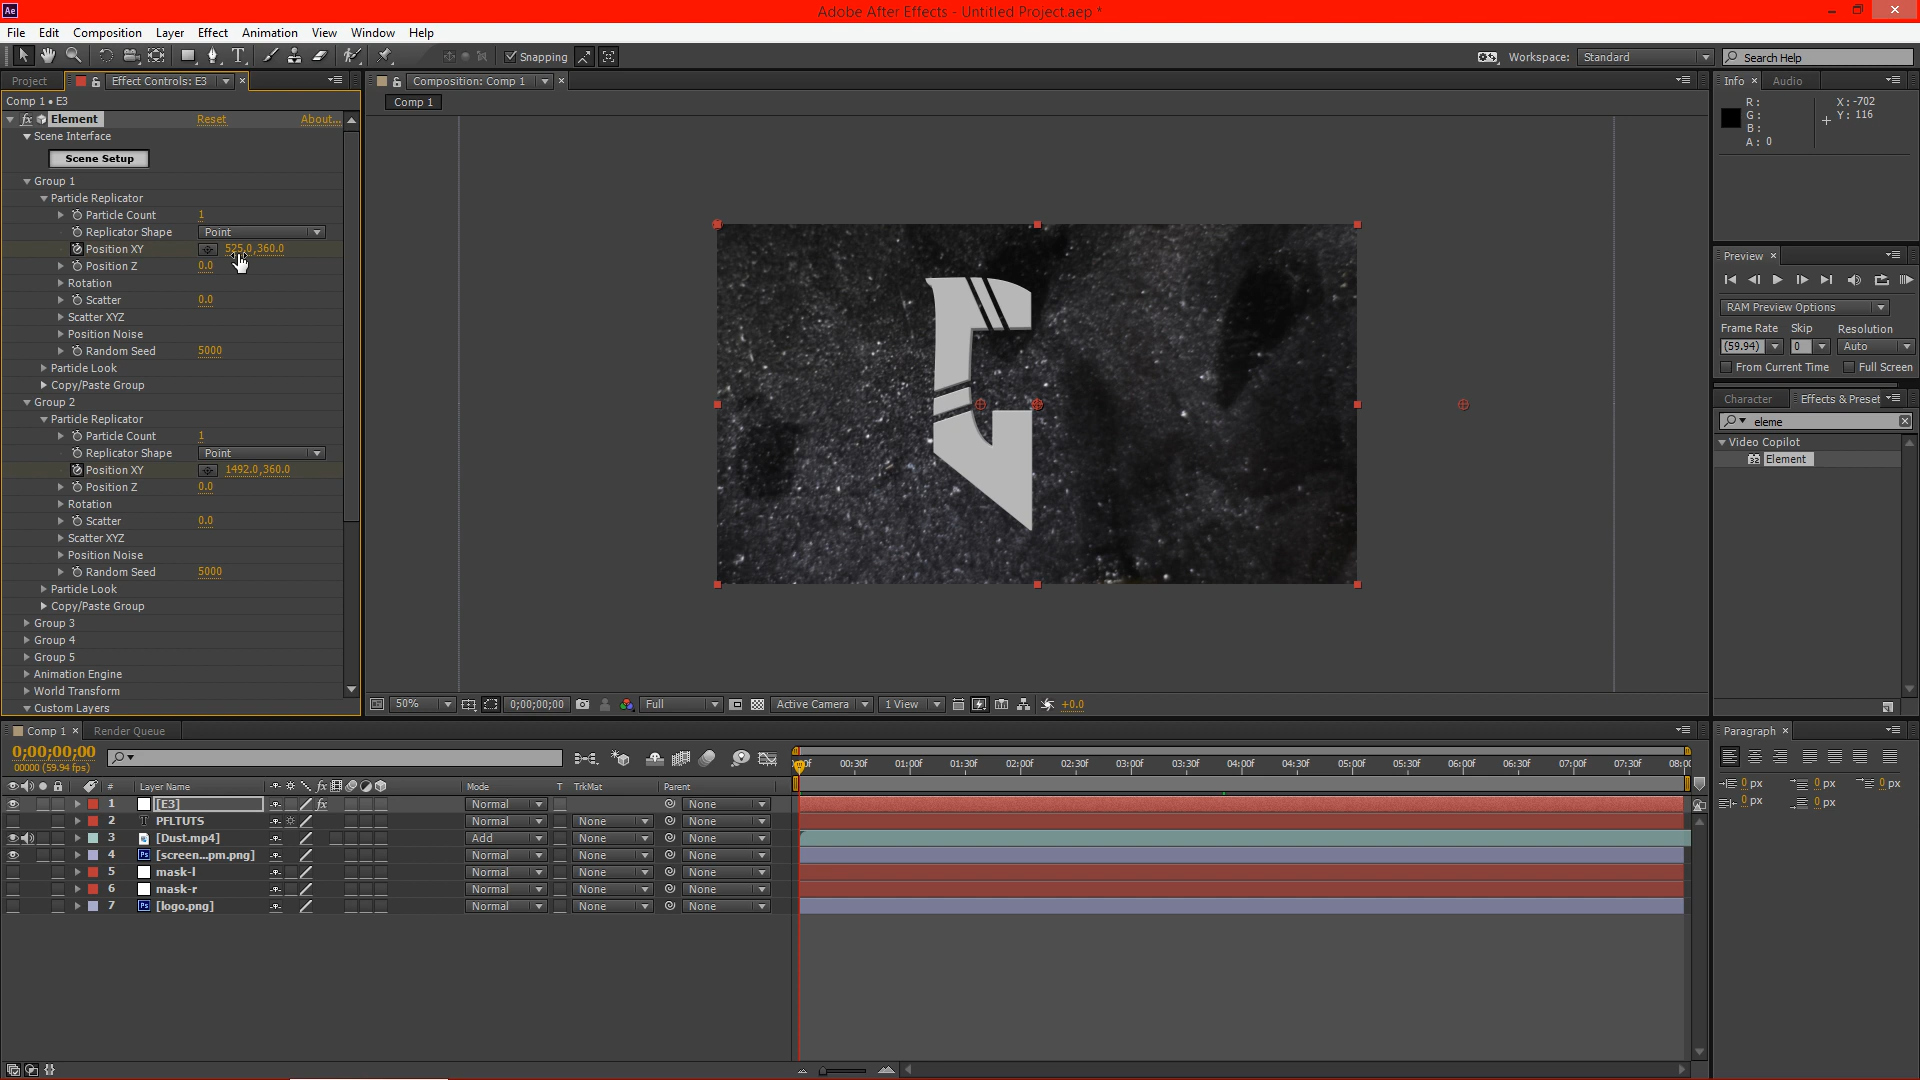 Ae
Adobe After Effects - Untitled Project.aep *
File Edit Composition Layer Effect Animation View Window Help
Snapping
Workspace: Standard
Search Help
Project
Effect Controls: E3
Comp 1 • E3
fx Element Reset About...
Scene Interface
Scene Setup
Group 1
Particle Replicator
Particle Count 1
Replicator Shape Point
Position XY 525.0,360.0
Position Z 0.0
Rotation
Scatter 0.0
Scatter XYZ
Position Noise
Random Seed 5000
Particle Look
Copy/Paste Group
Group 2
Particle Replicator
Particle Count 1
Replicator Shape Point
Position XY 1492.0,360.0
Position Z 0.0
Rotation
Scatter 0.0
Scatter XYZ
Position Noise
Random Seed 5000
Particle Look
Copy/Paste Group
Group 3
Group 4
Group 5
Animation Engine
World Transform
Custom Layers
Composition: Comp 1
Comp 1
50% 0;00;00;00 Full Active Camera 1 View +0.0
Info Audio
R: X: -702
G: Y: 116
B:
A: 0
Preview
RAM Preview Options
Frame Rate Skip Resolution
(59.94) 0 Auto
From Current Time Full Screen
Character Effects & Preset
eleme
Video Copilot
Element
Paragraph
0 px 0 px 0 px
0 px 0 px
Comp 1 Render Queue
0;00;00;00
00000 (59.94 fps)
00:30f 01:00f 01:30f 02:00f 02:30f 03:00f 03:30f 04:00f 04:30f 05:00f 05:30f 06:00f 06:30f 07:00f 07:30f 08:00
# Layer Name fx Mode T TrkMat Parent
1 [E3] fx Normal None
2 T PFLTUTS Normal None None
3 [Dust.mp4] Add None None
4 [screen...pm.png] Normal None None
5 mask-l Normal None None
6 mask-r Normal None None
7 [logo.png] Normal None None